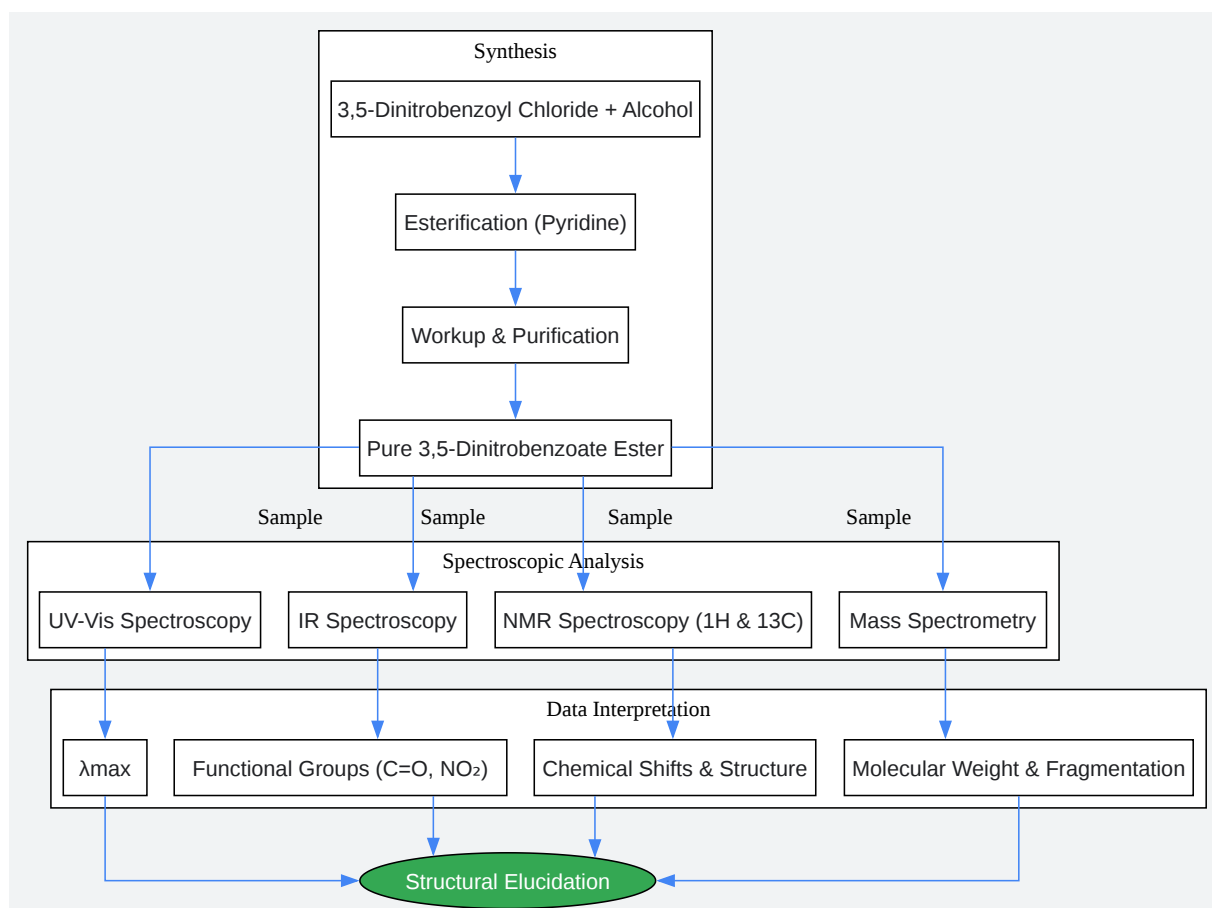 Synthesis
3,5-Dinitrobenzoyl Chloride + Alcohol
Esterification (Pyridine)
Workup & Purification
Pure 3,5-Dinitrobenzoate Ester
Sample Sample Sample Sample
Spectroscopic Analysis
UV-Vis Spectroscopy IR Spectroscopy NMR Spectroscopy (1H & 13C) Mass Spectrometry
Data Interpretation
λmax Functional Groups (C=O, NO₂) Chemical Shifts & Structure Molecular Weight & Fragmentation
Structural Elucidation